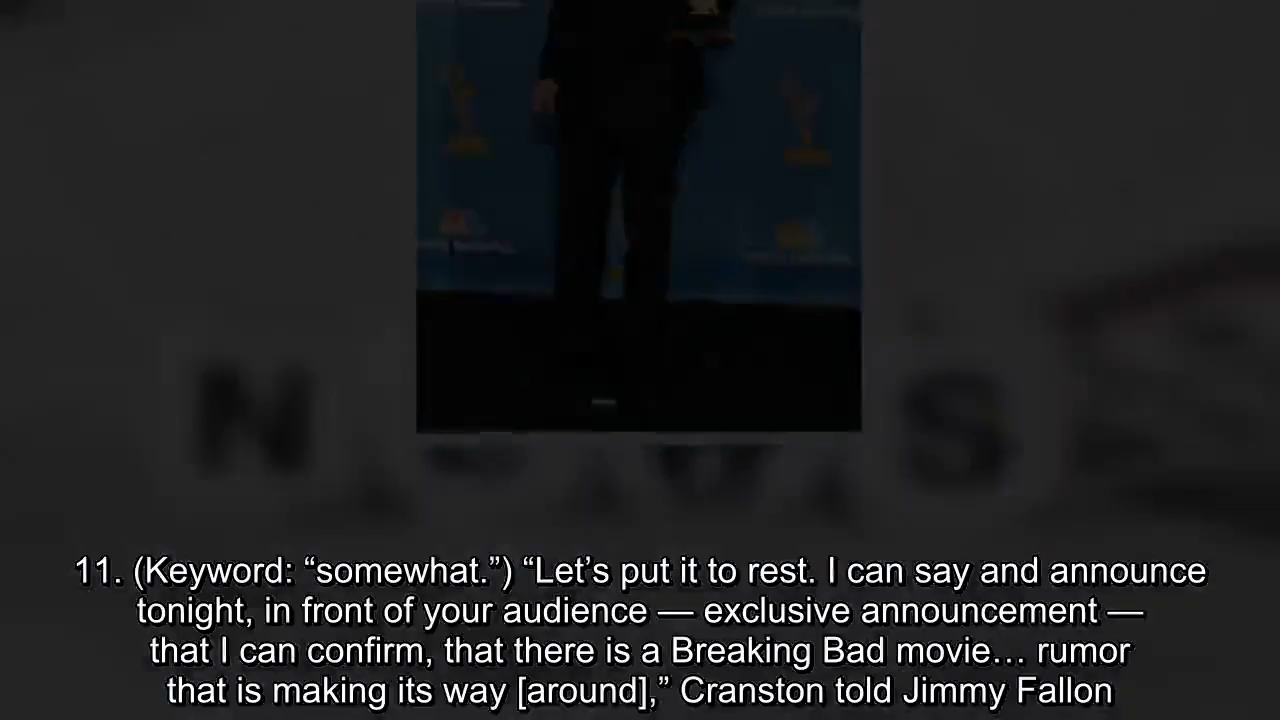 N W S
11. (Keyword: “somewhat.”) “Let’s put it to rest. I can say and announce
tonight, in front of your audience — exclusive announcement —
that I can confirm, that there is a Breaking Bad movie… rumor
that is making its way [around],” Cranston told Jimmy Fallon